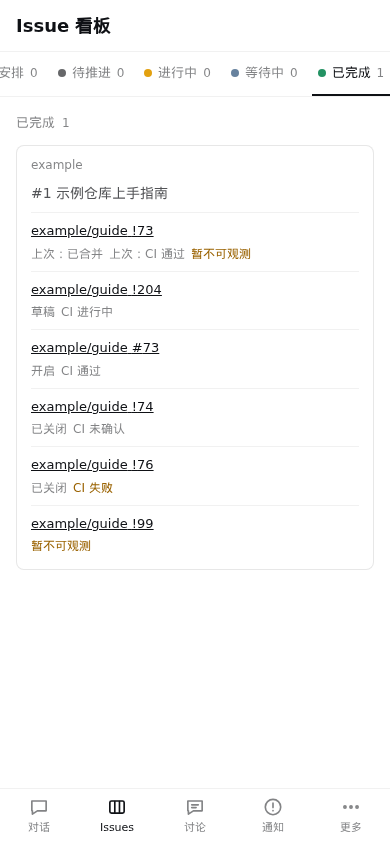 Issue 看板
安排 0 待推进 0 进行中 0 等待中 0 已完成 1
已完成 1
example
#1 示例仓库上手指南
example/guide !73
上次：已合并 上次：CI 通过 暂不可观测
example/guide !204
草稿 CI 进行中
example/guide #73
开启 CI 通过
example/guide !74
已关闭 CI 未确认
example/guide !76
已关闭 CI 失败
example/guide !99
暂不可观测
对话 Issues 讨论 通知 更多